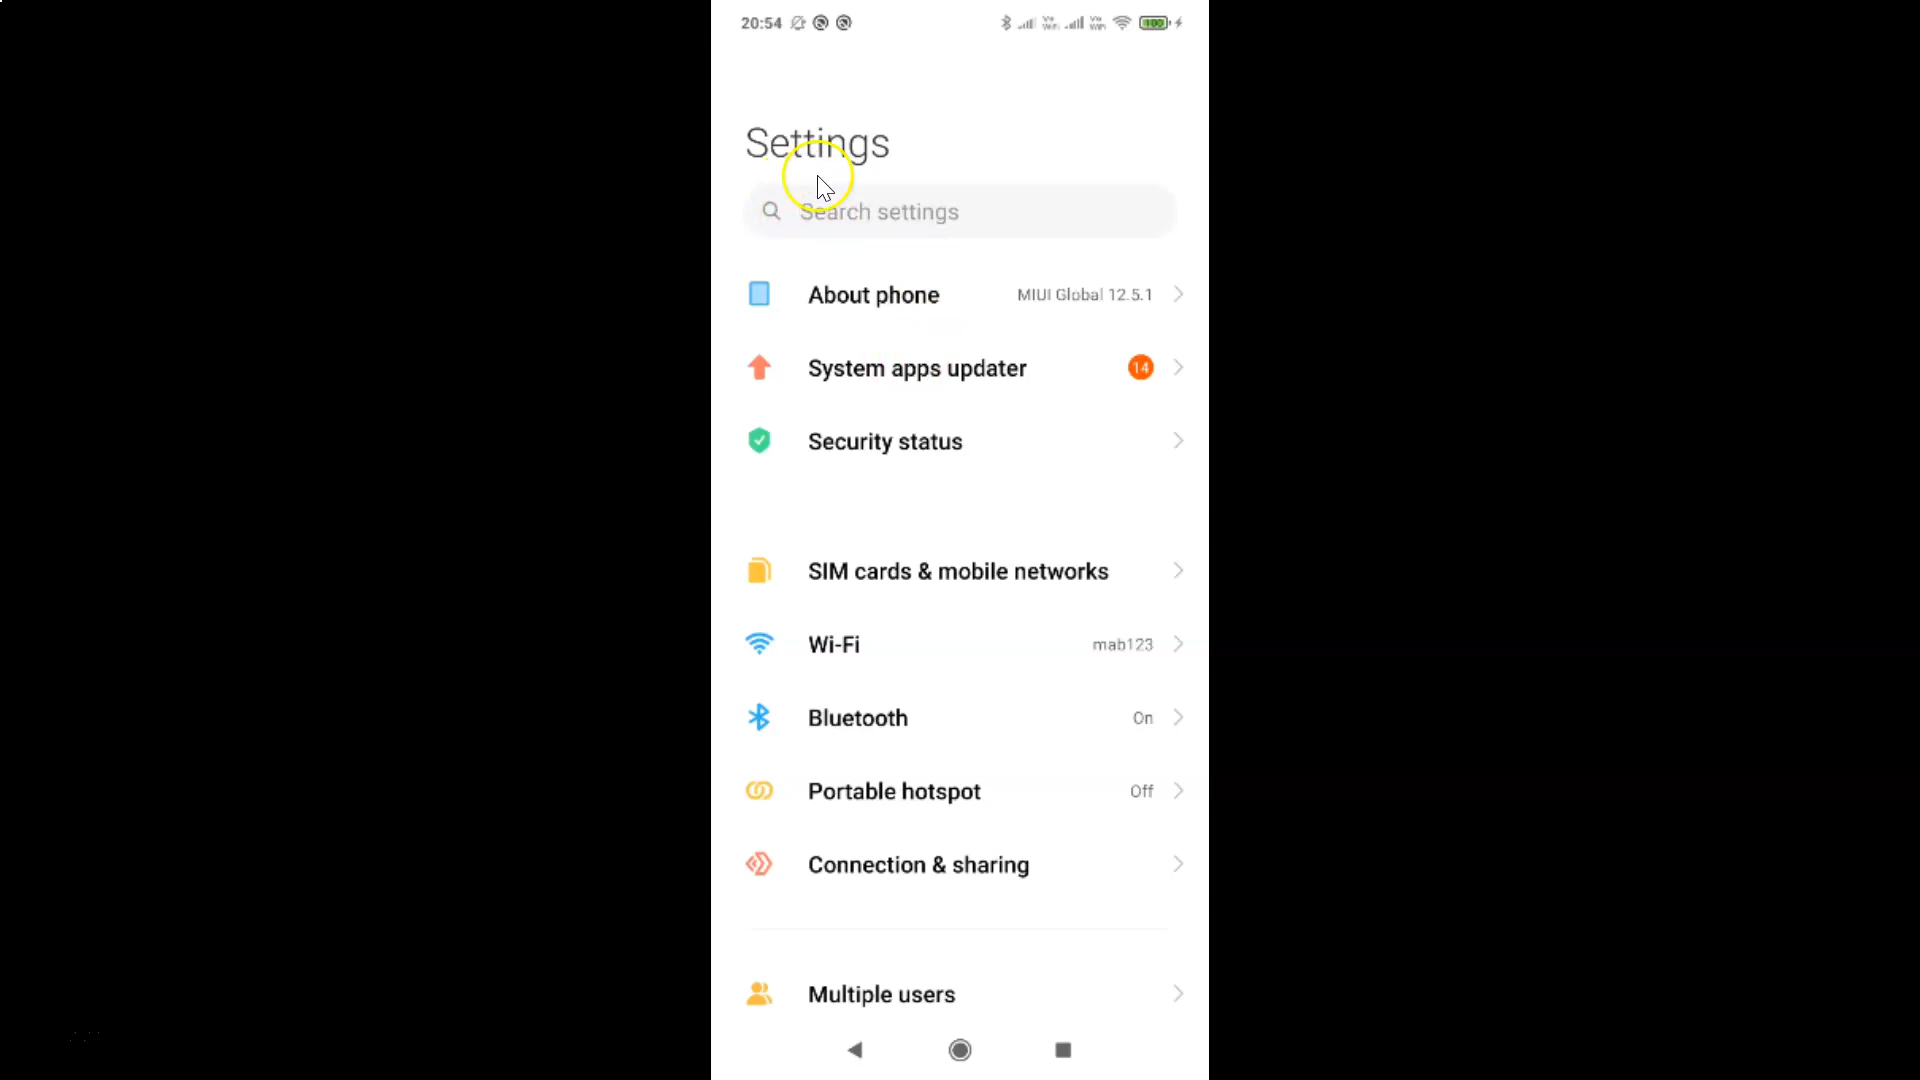 20:54
100
Settings
Search settings
About phone MIUI Global 12.5.1
System apps updater 14
Security status
SIM cards & mobile networks
Wi-Fi mab123
Bluetooth On
Portable hotspot Off
Connection & sharing
Multiple users